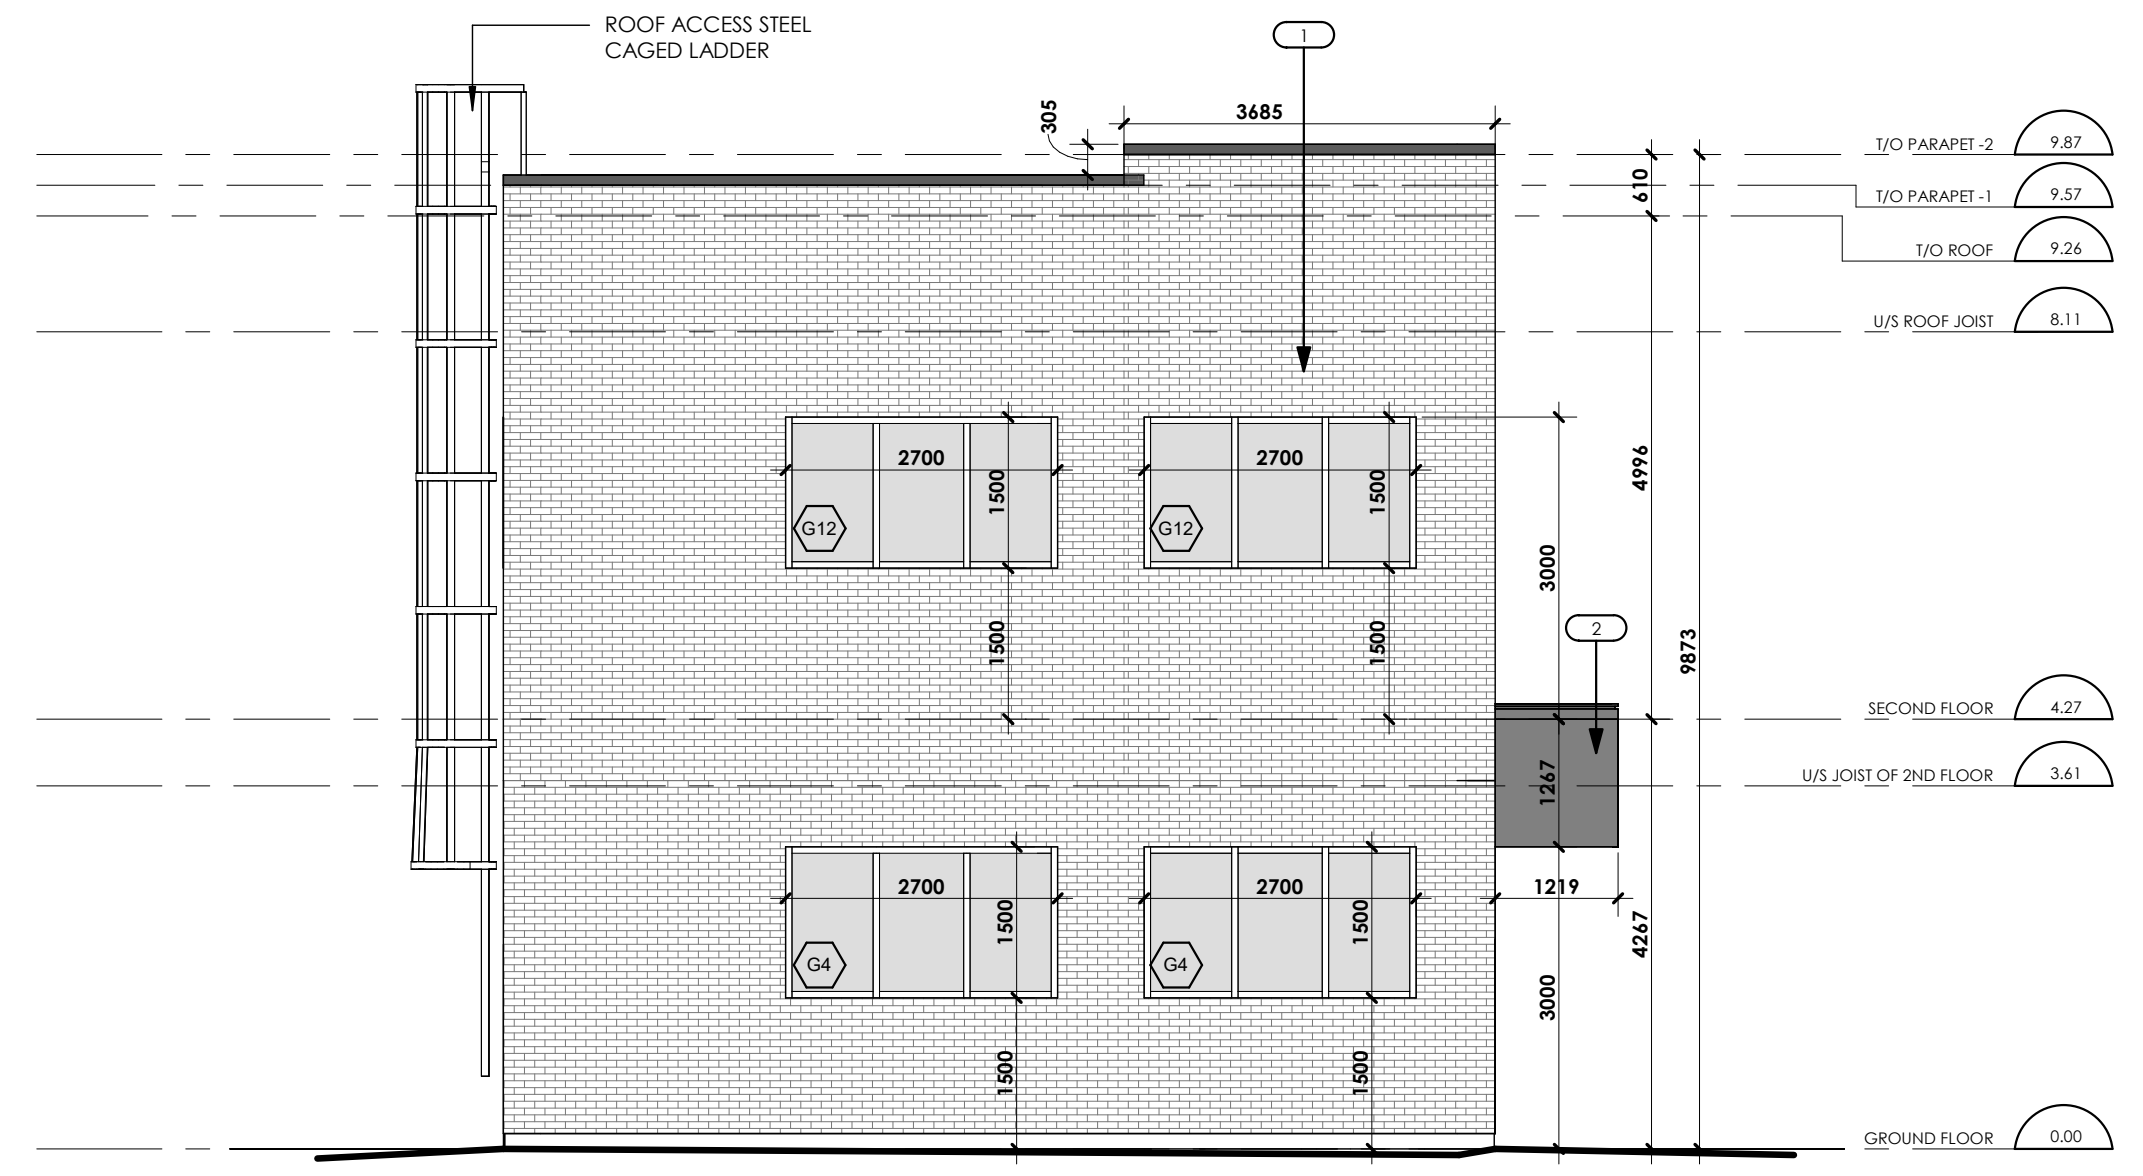 ROOF ACCESS STEEL
CAGED LADDER
1
305
3685
T/O PARAPET -2
9.87
610
T/O PARAPET -1
9.57
T/O ROOF
9.26
U/S ROOF JOIST
8.11
2700
1500
G12
2700
1500
G12
4996
3000
1500
1500
2
9873
SECOND FLOOR
4.27
1267
U/S JOIST OF 2ND FLOOR
3.61
2700
1500
G4
2700
1500
G4
1219
4267
3000
1500
1500
GROUND FLOOR
0.00